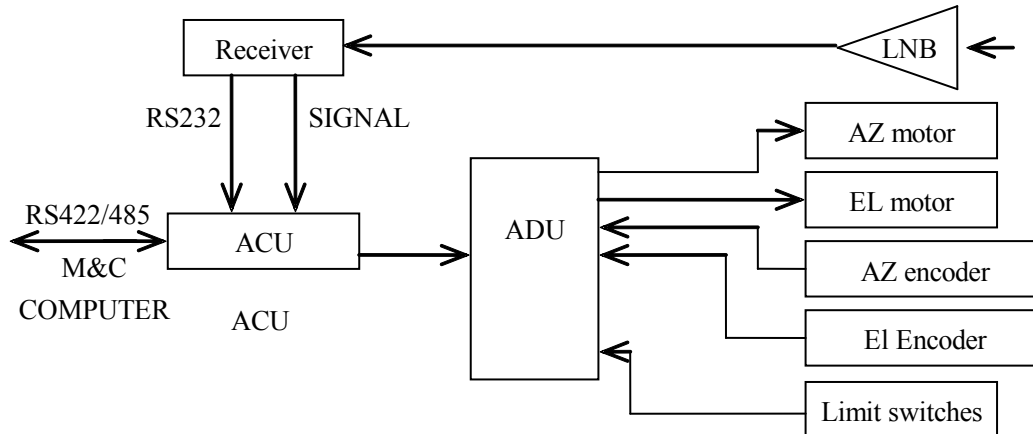 Receiver
LNB
RS232
SIGNAL
AZ motor
RS422/485
ACU
ADU
EL motor
M&C
COMPUTER
ACU
AZ encoder
El Encoder
Limit switches